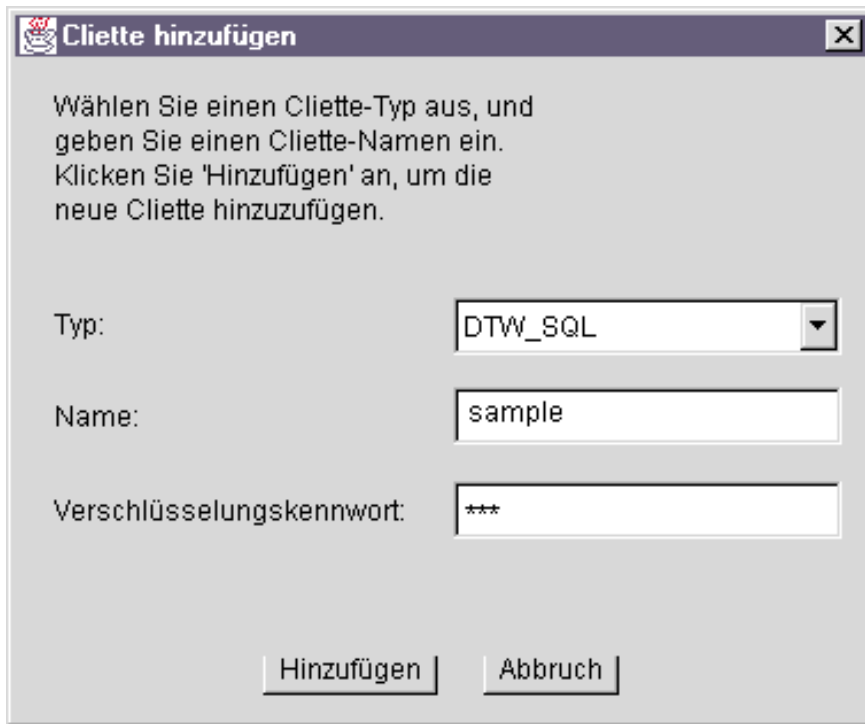 Cliette hinzufügen
Wählen Sie einen Cliette-Typ aus, und
geben Sie einen Cliette-Namen ein.
Klicken Sie 'Hinzufügen' an, um die
neue Cliette hinzuzufügen.
Typ: DTW_SQL
Name: sample
Verschlüsselungskennwort: ***
Hinzufügen Abbruch